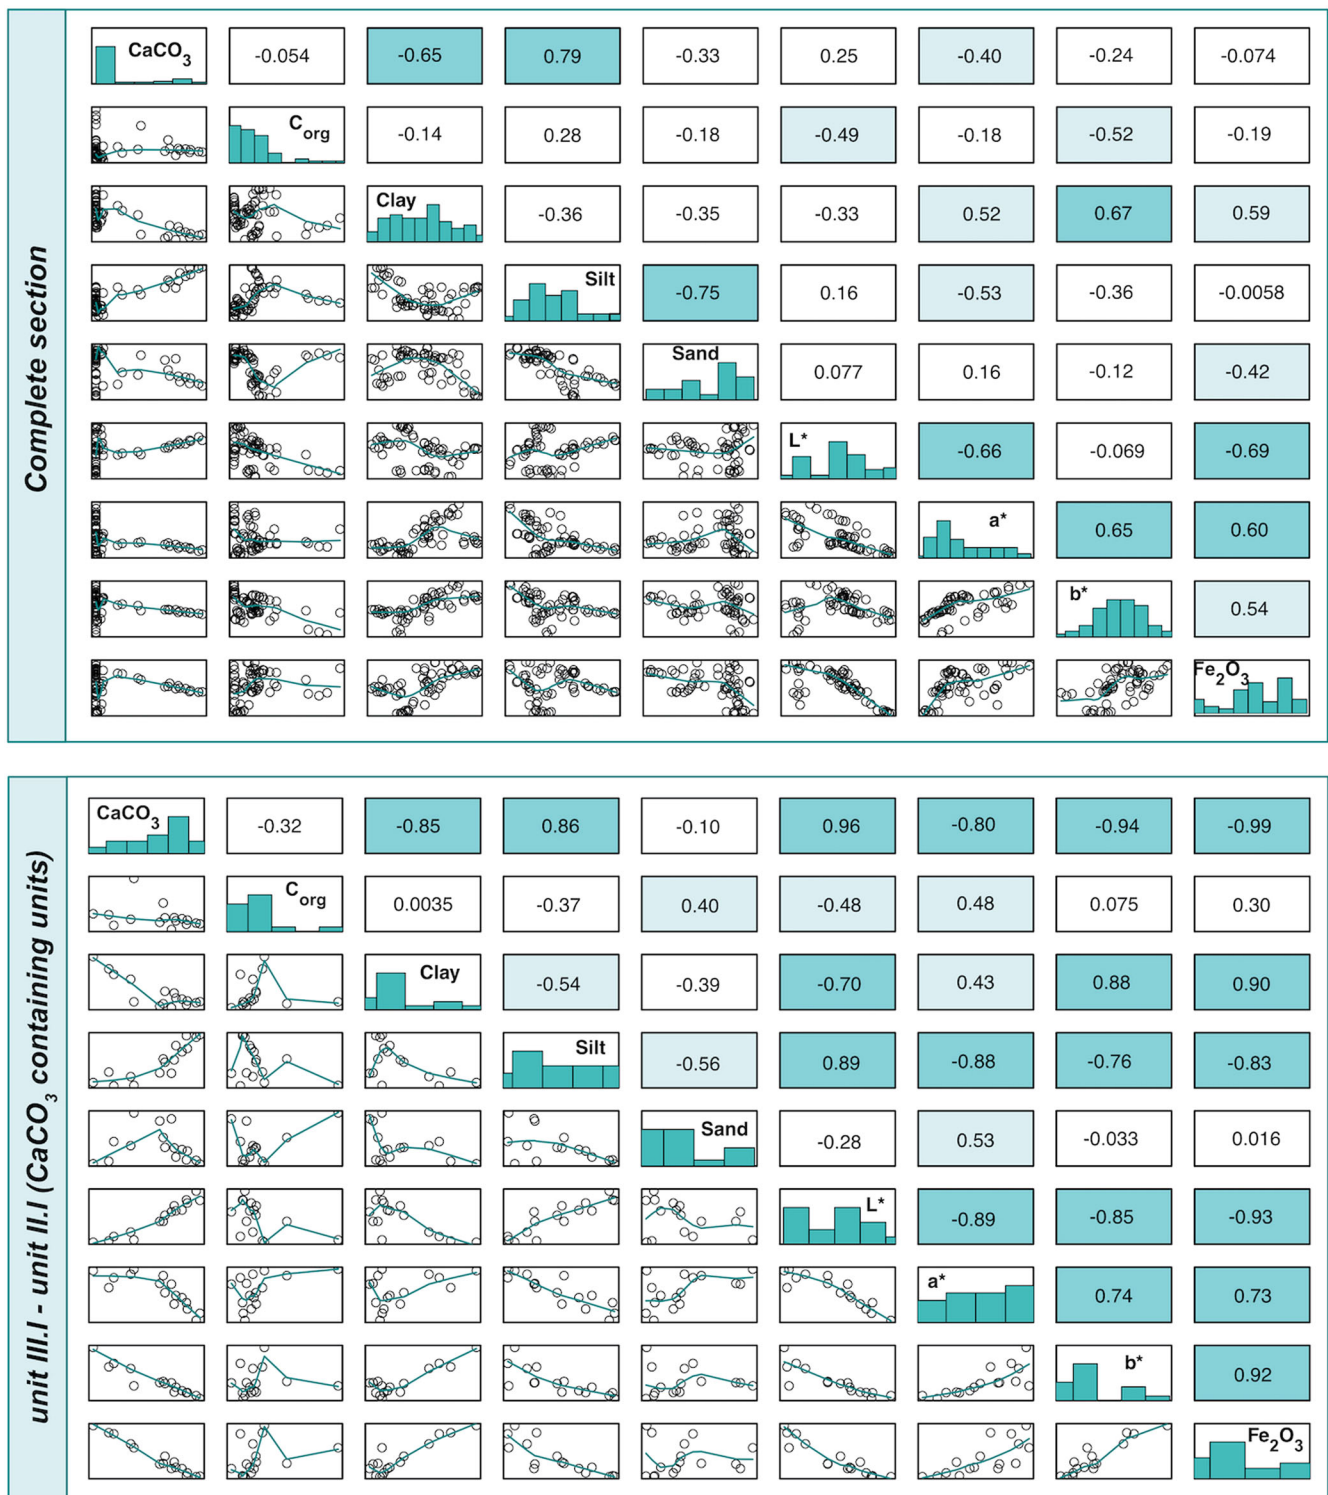 Complete section
CaCO3 -0.054 -0.65 0.79 -0.33 0.25 -0.40 -0.24 -0.074
Corg -0.14 0.28 -0.18 -0.49 -0.18 -0.52 -0.19
Clay -0.36 -0.35 -0.33 0.52 0.67 0.59
Silt -0.75 0.16 -0.53 -0.36 -0.0058
Sand 0.077 0.16 -0.12 -0.42
L* -0.66 -0.069 -0.69
a* 0.65 0.60
b* 0.54
Fe2O3
unit III.I - unit II.I (CaCO3 containing units)
CaCO3 -0.32 -0.85 0.86 -0.10 0.96 -0.80 -0.94 -0.99
Corg 0.0035 -0.37 0.40 -0.48 0.48 0.075 0.30
Clay -0.54 -0.39 -0.70 0.43 0.88 0.90
Silt -0.56 0.89 -0.88 -0.76 -0.83
Sand -0.28 0.53 -0.033 0.016
L* -0.89 -0.85 -0.93
a* 0.74 0.73
b* 0.92
Fe2O3